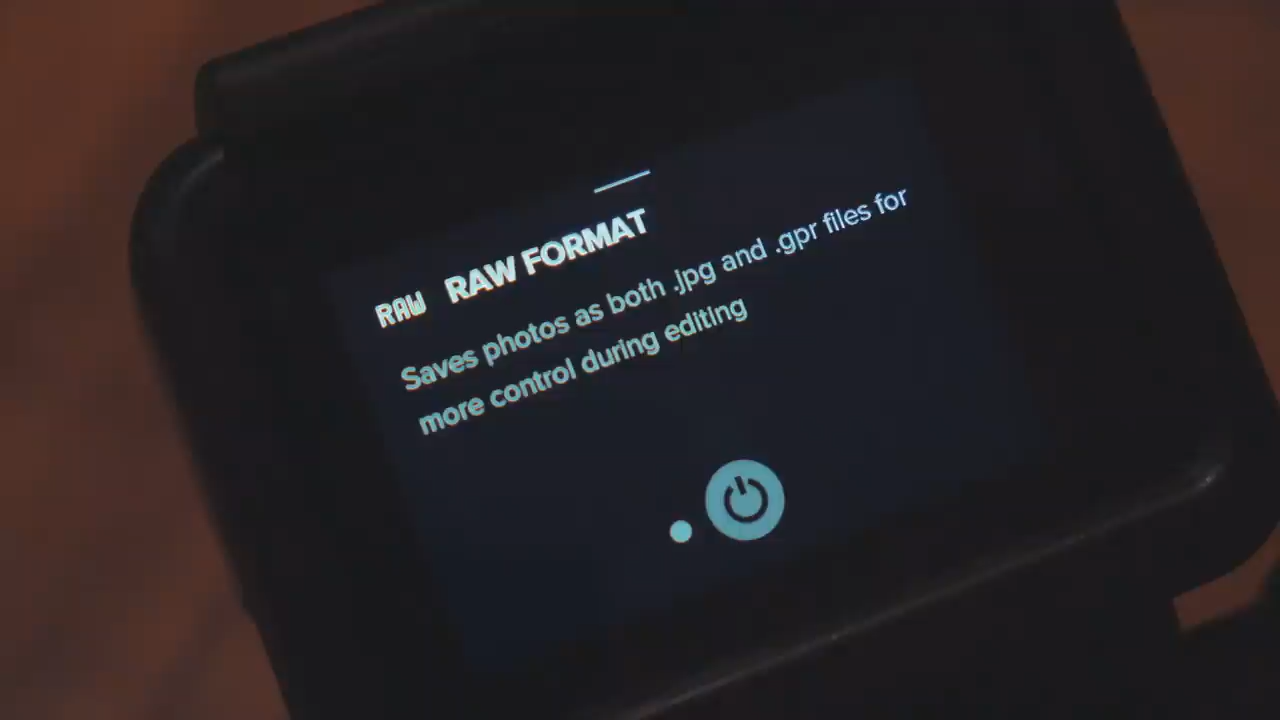 RAW RAW FORMAT
Saves photos as both .jpg and .gpr files for
more control during editing